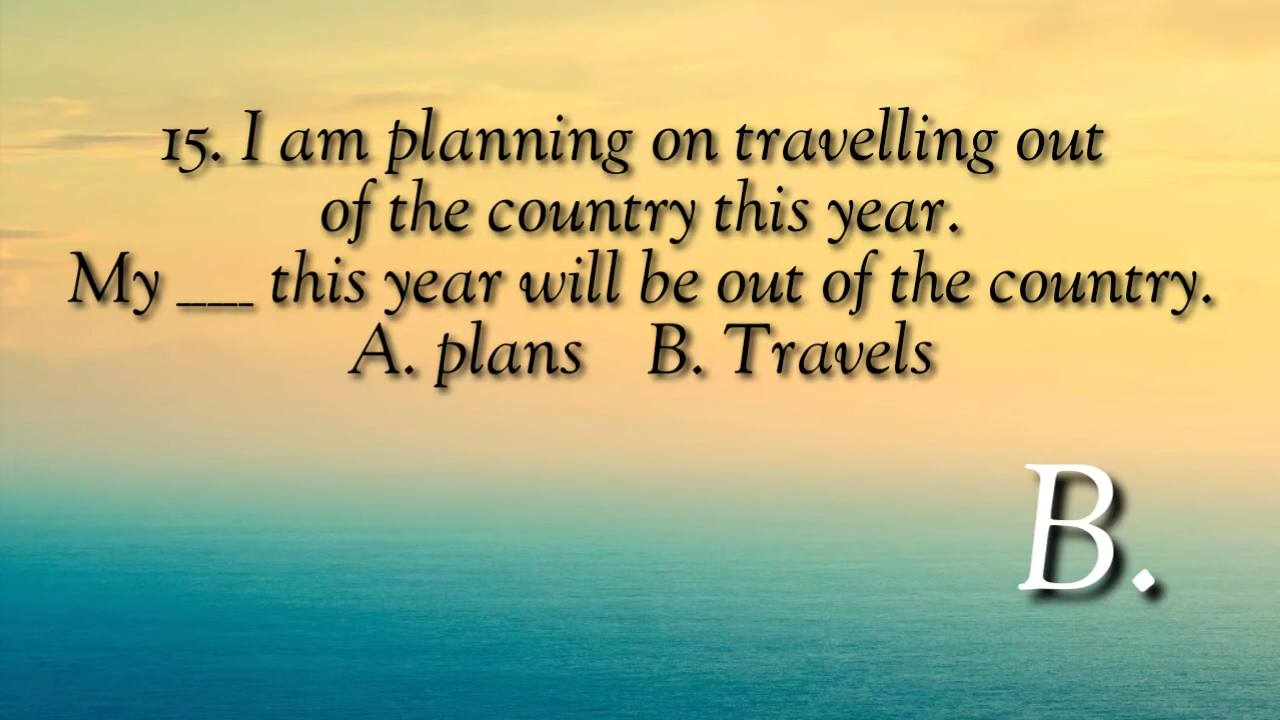 15. I am planning on travelling out
of the country this year.
My ___ this year will be out of the country.
A. plans B. Travels
B.